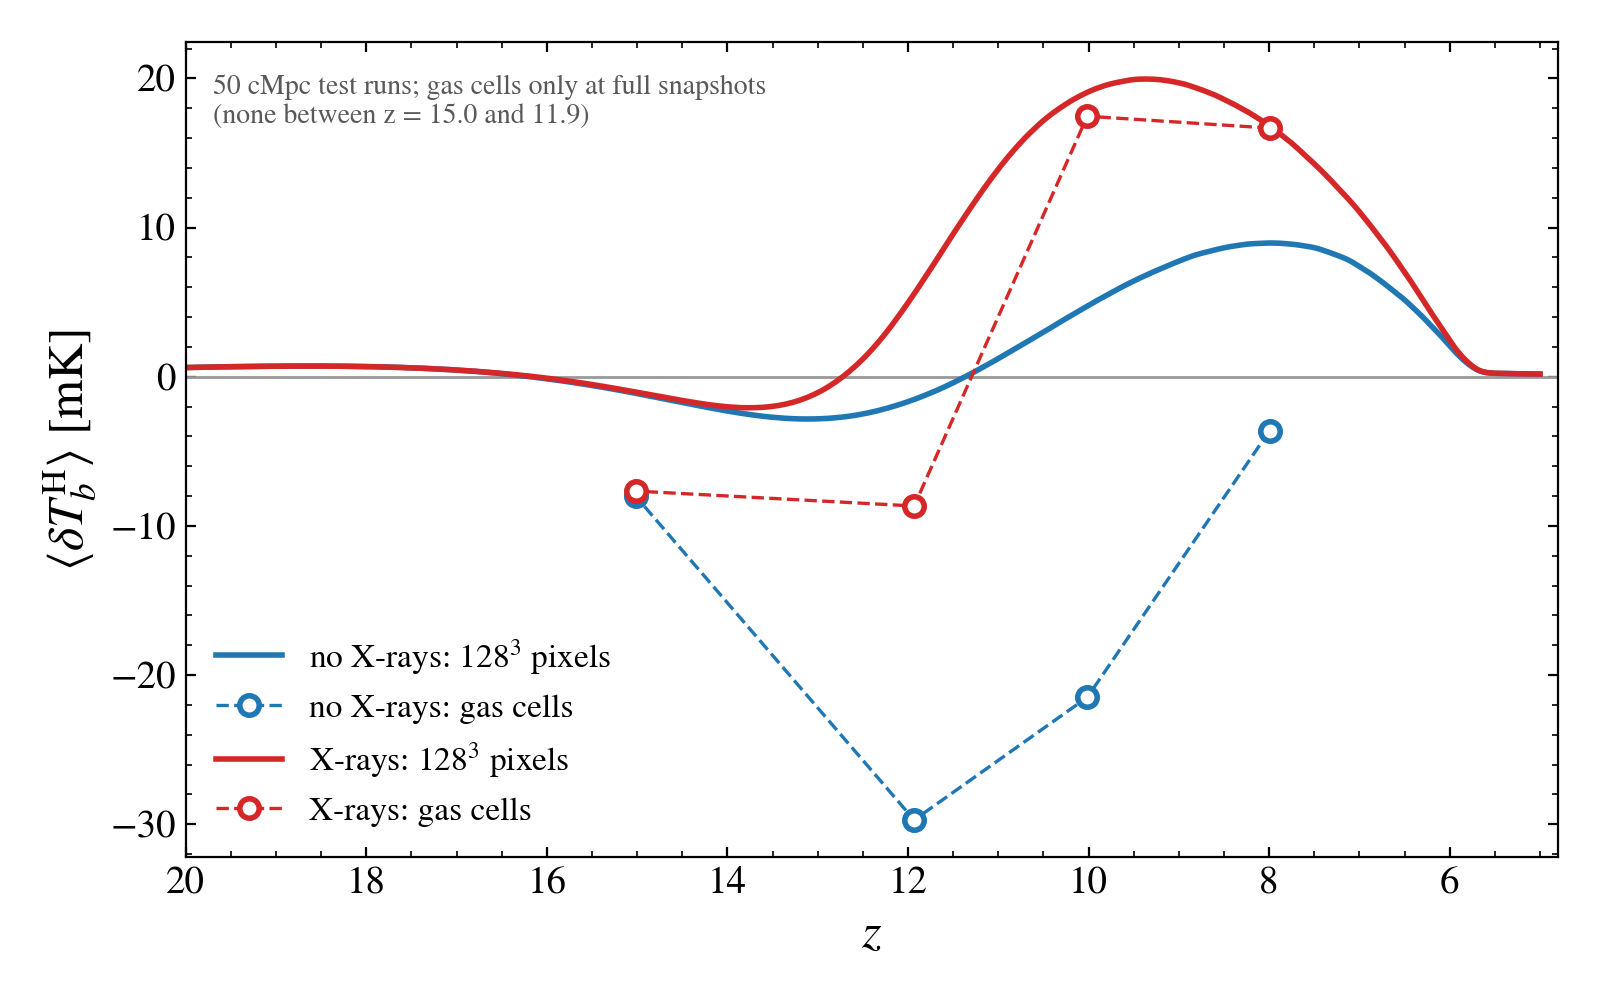 50 cMpc test runs; gas cells only at full snapshots
(none between z = 15.0 and 11.9)
⟨δT_b^H⟩ [mK]
20
10
0
−10
−20
−30
no X-rays: 128³ pixels
no X-rays: gas cells
X-rays: 128³ pixels
X-rays: gas cells
20 18 16 14 12 10 8 6
z